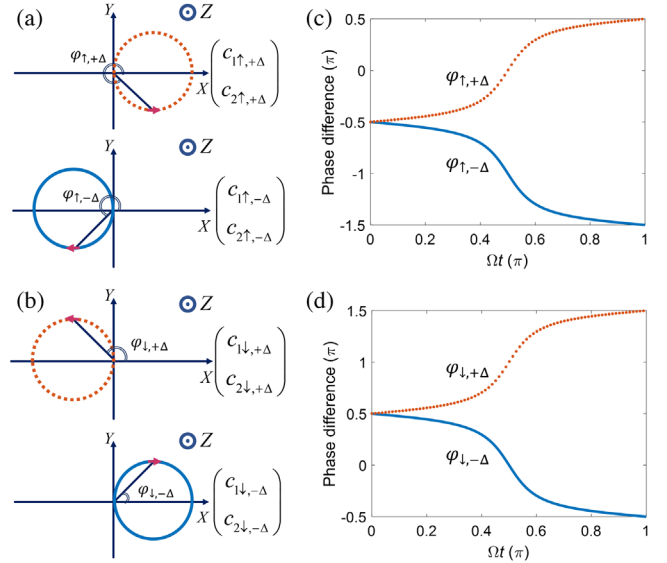 (a)
Y
Z
φ↑,+Δ
X
c1↑,+Δ
c2↑,+Δ
Y
Z
φ↑,−Δ
X
c1↑,−Δ
c2↑,−Δ
(b)
Y
Z
φ↓,+Δ
X
c1↓,+Δ
c2↓,+Δ
Y
Z
φ↓,−Δ
X
c1↓,−Δ
c2↓,−Δ
(c)
Phase difference (π)
0.5
0
-0.5
-1
-1.5
φ↑,+Δ
φ↑,−Δ
0 0.2 0.4 0.6 0.8 1
Ωt (π)
(d)
Phase difference (π)
1.5
1
0.5
0
-0.5
φ↓,+Δ
φ↓,−Δ
0 0.2 0.4 0.6 0.8 1
Ωt (π)